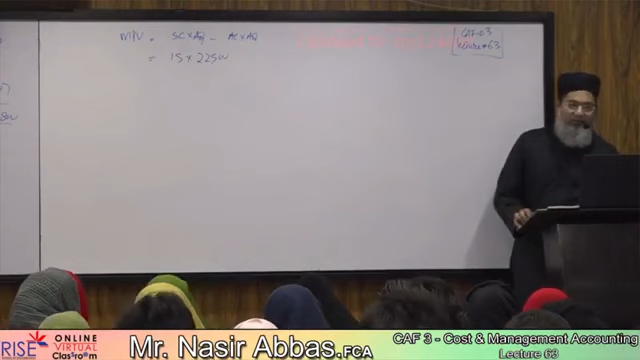 MPV = SC x AQ - AC x AQ
= 15 x 22500
CAF-03
Lecture # 63
RISE
ONLINE
VIRTUAL
Classroom
Mr. Nasir Abbas.FCA
CAF 3 - Cost & Management Accounting
Lecture 63